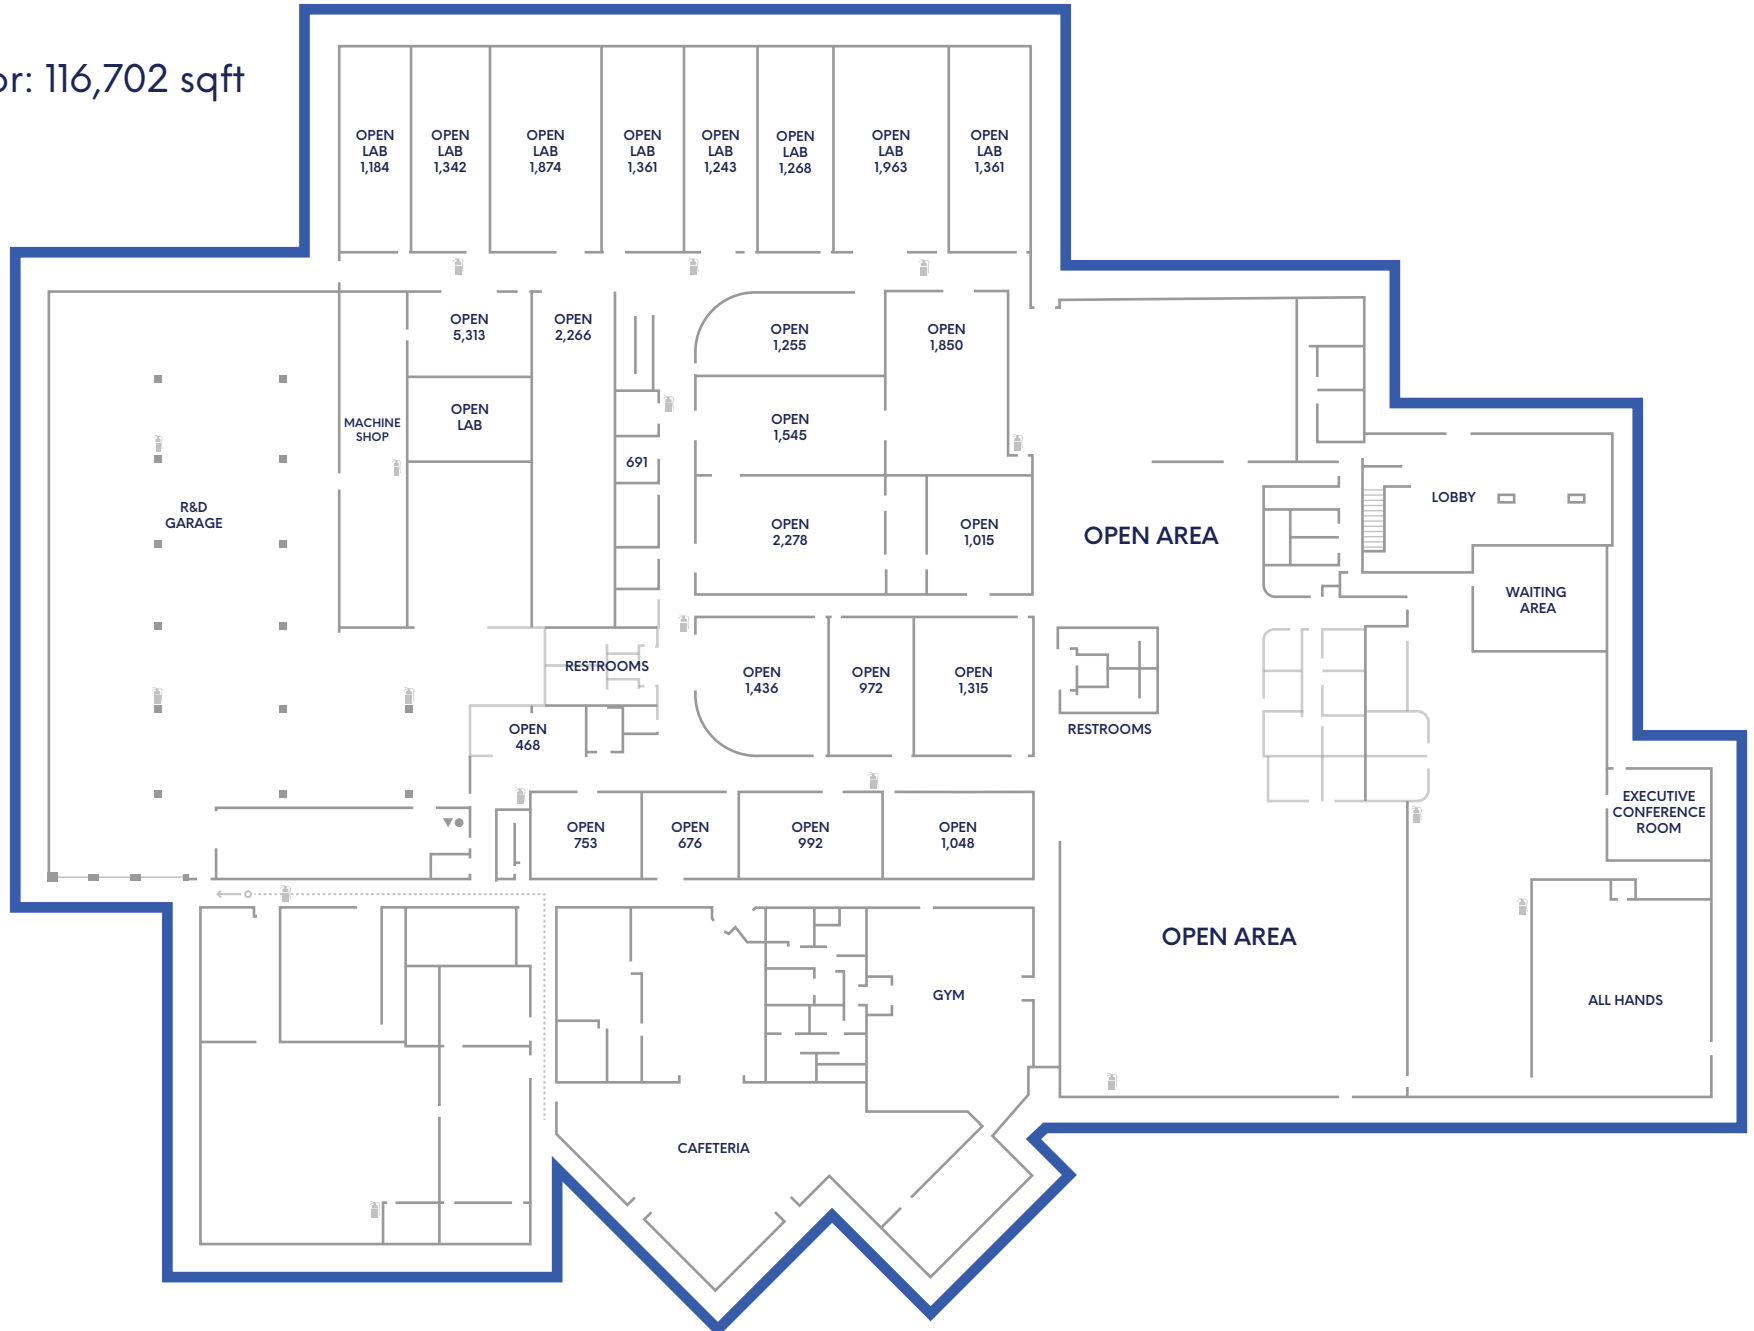 or: 116,702 sqft
OPEN
LAB
1,184
OPEN
LAB
1,342
OPEN
LAB
1,874
OPEN
LAB
1,361
OPEN
LAB
1,243
OPEN
LAB
1,268
OPEN
LAB
1,963
OPEN
LAB
1,361
OPEN
5,313
OPEN
2,266
OPEN
1,255
OPEN
1,850
MACHINE
SHOP
OPEN
LAB
OPEN
1,545
691
R&D
GARAGE
OPEN
2,278
OPEN
1,015
OPEN AREA
LOBBY
WAITING
AREA
RESTROOMS
OPEN
1,436
OPEN
972
OPEN
1,315
RESTROOMS
OPEN
468
OPEN
753
OPEN
676
OPEN
992
OPEN
1,048
EXECUTIVE
CONFERENCE
ROOM
OPEN AREA
GYM
ALL HANDS
CAFETERIA